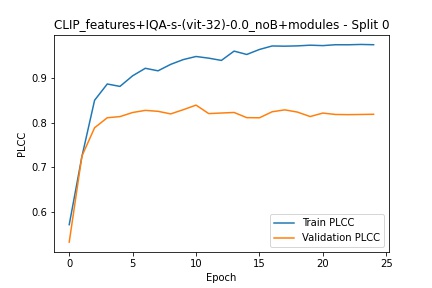 CLIP_features+IQA-s-(vit-32)-0.0_noB+modules - Split 0
PLCC
0.9
0.8
0.7
0.6
Train PLCC
Validation PLCC
0 5 10 15 20 25
Epoch